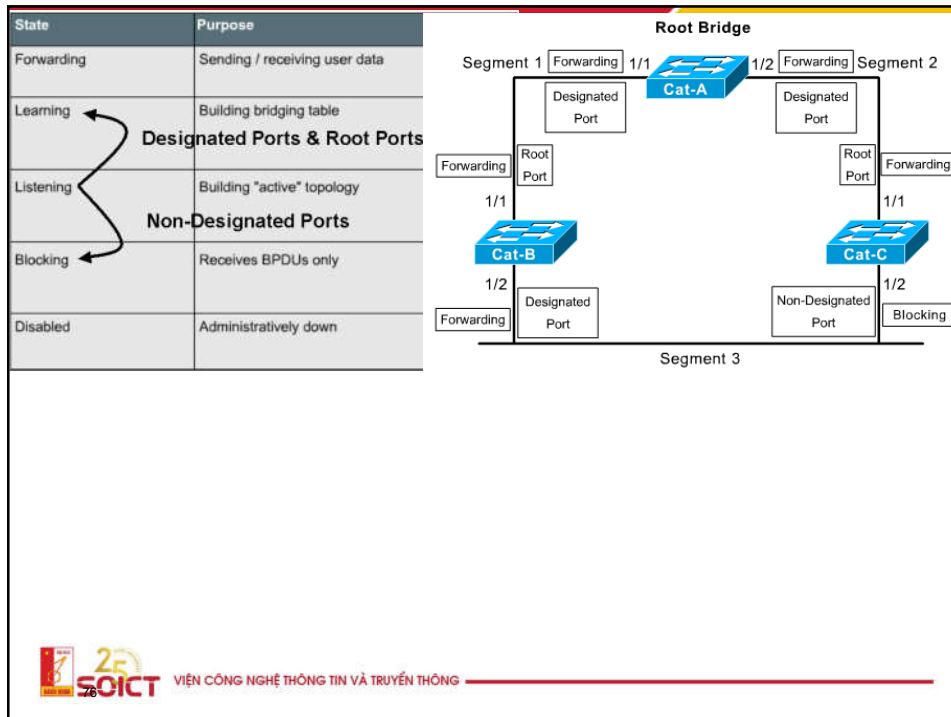 State Purpose
Forwarding Sending / receiving user data
Learning Building bridging table
Designated Ports & Root Ports
Listening Building "active" topology
Non-Designated Ports
Blocking Receives BPDUs only
Disabled Administratively down
Root Bridge
Segment 1 Forwarding 1/1 1/2 Forwarding Segment 2
Cat-A
Designated Port
Designated Port
Forwarding
Root Port
Root Port
Forwarding
1/1
1/1
Cat-B
Cat-C
1/2
1/2
Forwarding
Designated Port
Non-Designated Port
Blocking
Segment 3
25
SOICT
76
VIỆN CÔNG NGHỆ THÔNG TIN VÀ TRUYỀN THÔNG